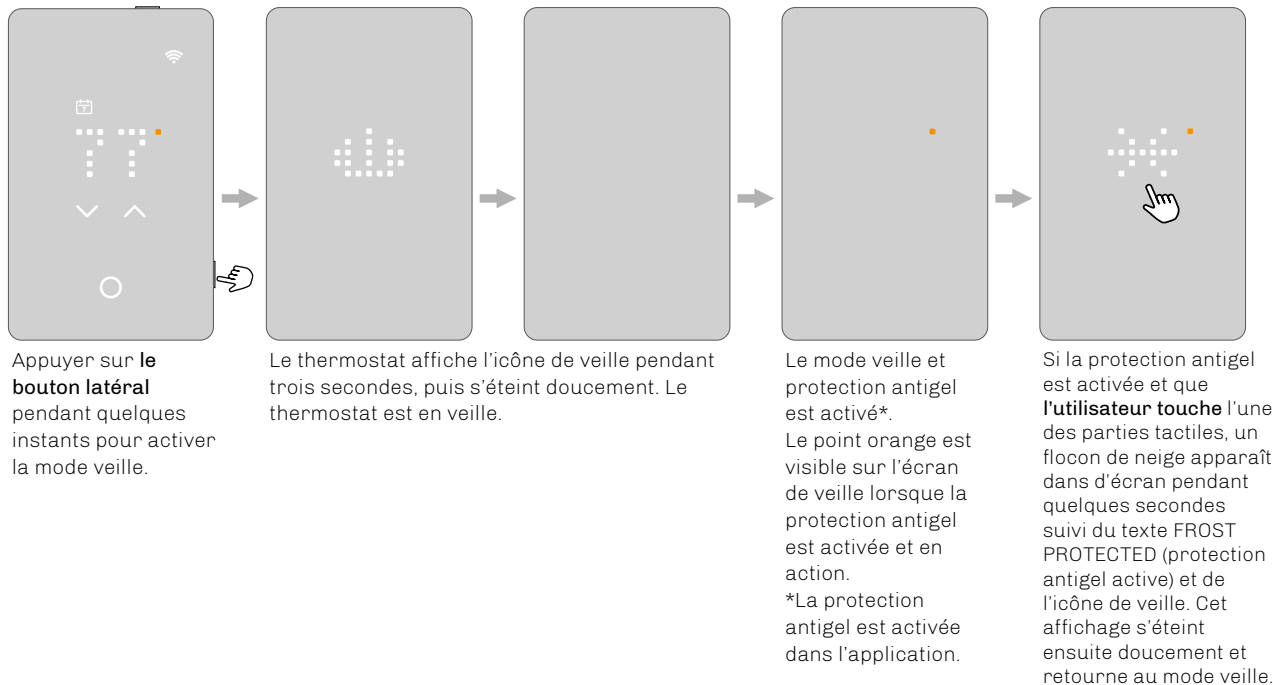 77
Appuyer sur le
bouton latéral
pendant quelques
instants pour activer
la mode veille.
Le thermostat affiche l'icône de veille pendant
trois secondes, puis s'éteint doucement. Le
thermostat est en veille.
Le mode veille et
protection antigel
est activé*.
Le point orange est
visible sur l'écran
de veille lorsque la
protection antigel
est activée et en
action.
*La protection
antigel est activée
dans l'application.
Si la protection antigel
est activée et que
l'utilisateur touche l'une
des parties tactiles, un
flocon de neige apparaît
dans d'écran pendant
quelques secondes
suivi du texte FROST
PROTECTED (protection
antigel active) et de
l'icône de veille. Cet
affichage s'éteint
ensuite doucement et
retourne au mode veille.